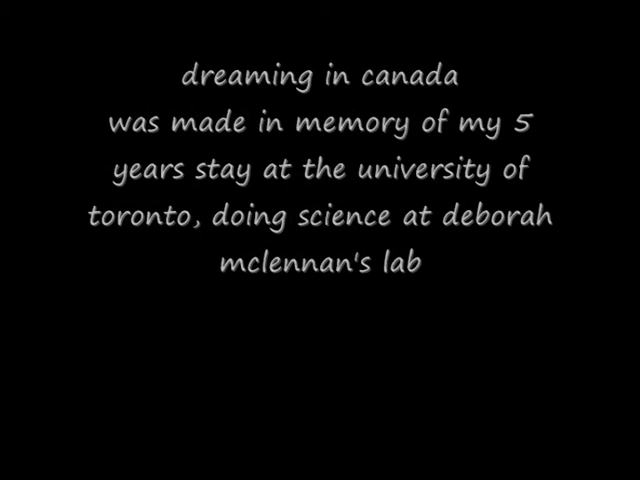 dreaming in canada
was made in memory of my 5
years stay at the university of
toronto, doing science at deborah
mclennan's lab